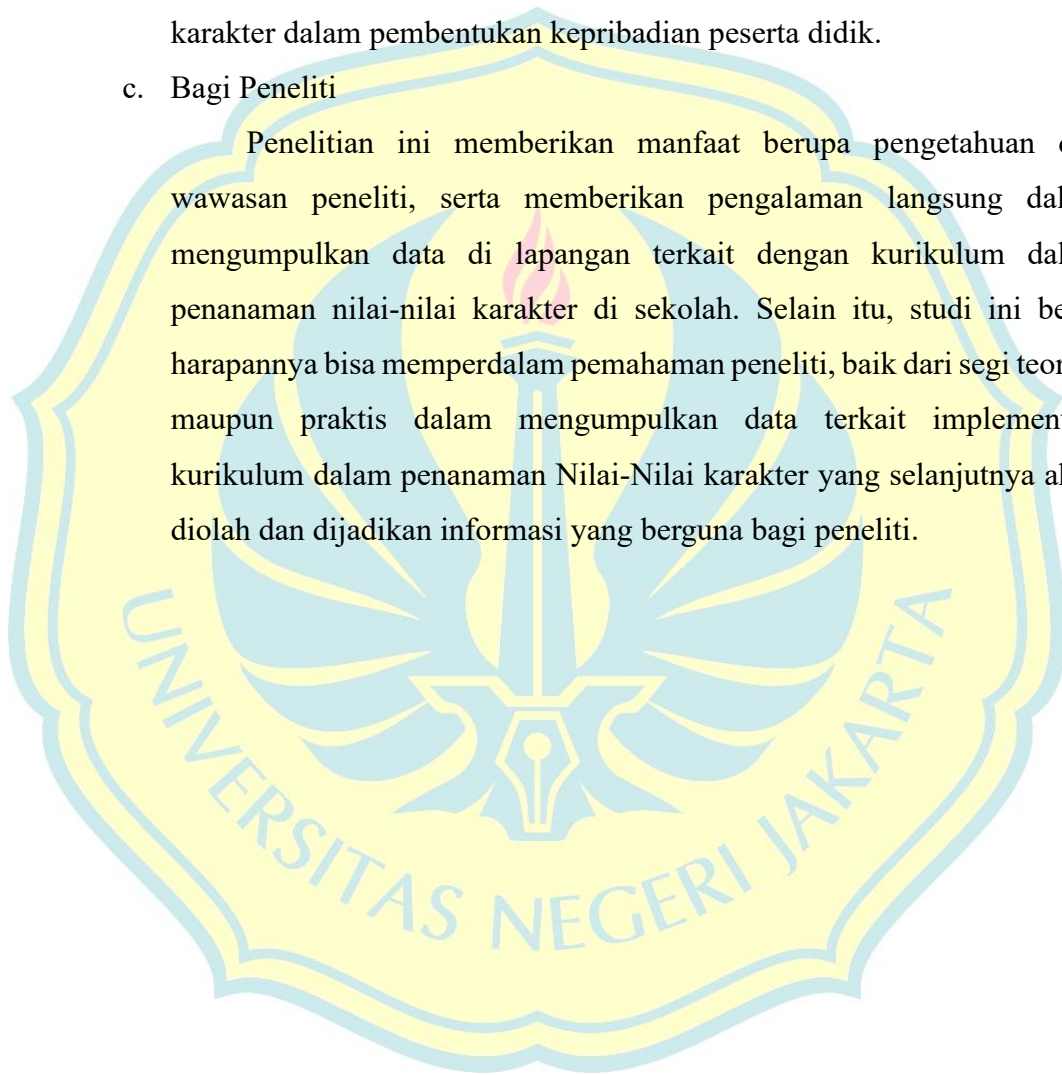 karakter dalam pembentukan kepribadian peserta didik.
c. Bagi Peneliti
Penelitian ini memberikan manfaat berupa pengetahuan
wawasan peneliti, serta memberikan pengalaman langsung
mengumpulkan data di lapangan terkait dengan kurikulum
penanaman nilai-nilai karakter di sekolah. Selain itu, studi ini
harapannya bisa memperdalam pemahaman peneliti, baik dari segi
maupun praktis dalam mengumpulkan data terkait
kurikulum dalam penanaman Nilai-Nilai karakter yang selanjutnya
diolah dan dijadikan informasi yang berguna bagi peneliti.
UNIVERSITAS NEGERI JAKARTA